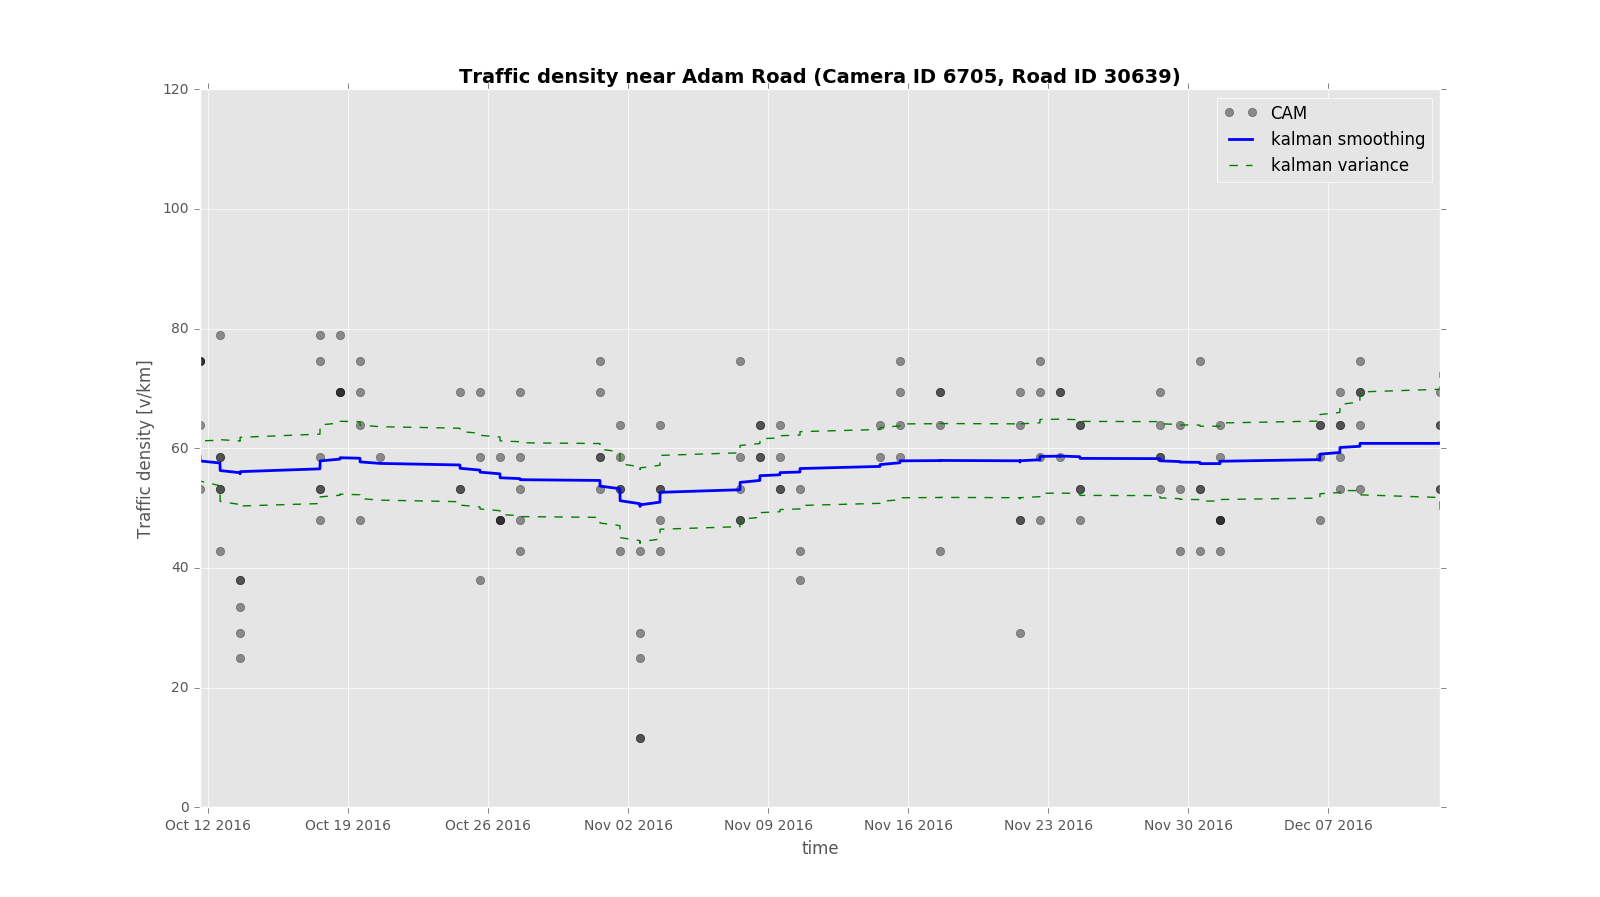 Traffic density near Adam Road (Camera ID 6705, Road ID 30639)
CAM
kalman smoothing
kalman variance
Traffic density [v/km]
120
100
80
60
40
20
0
Oct 12 2016 Oct 19 2016 Oct 26 2016 Nov 02 2016 Nov 09 2016 Nov 16 2016 Nov 23 2016 Nov 30 2016 Dec 07 2016
time